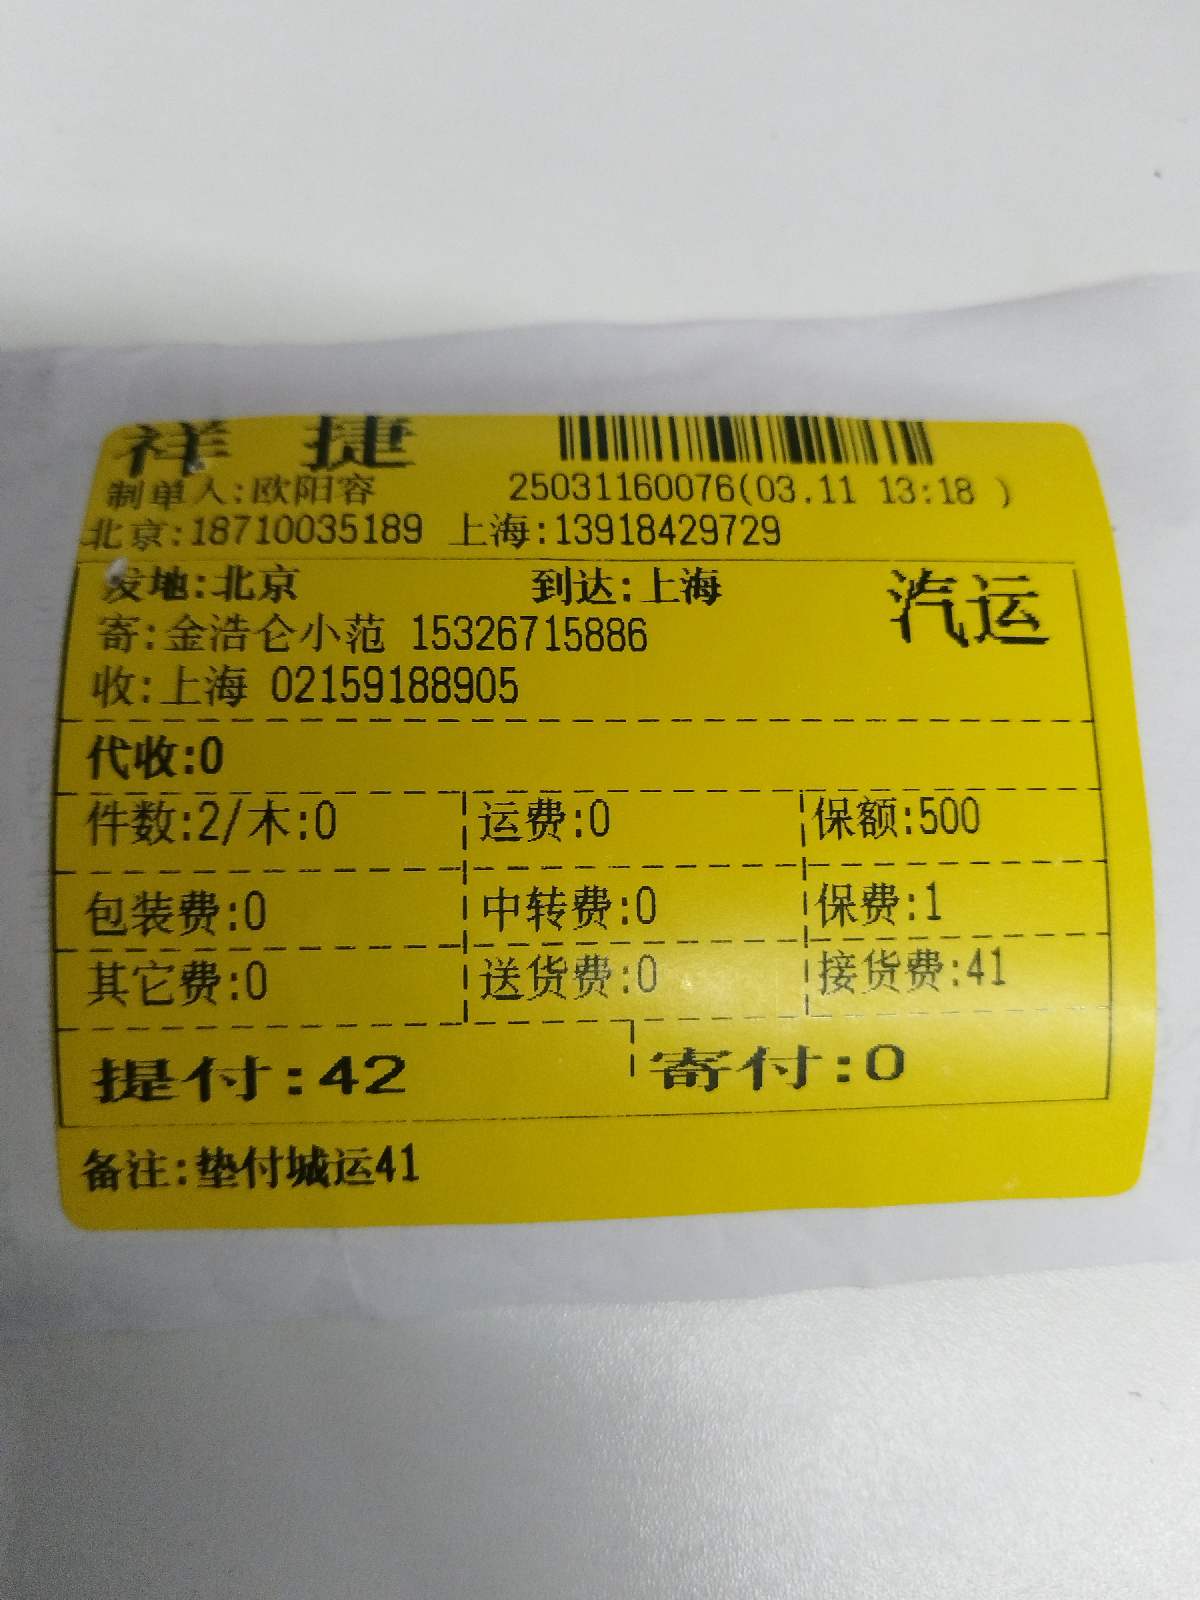 祥 捷
制单人:欧阳容 25031160076(03.11 13:18 )
北京:18710035189 上海:13918429729
发地:北京 到达:上海 汽运
寄:金浩仑小范 15326715886
收:上海 02159188905
代收:0
件数:2/木:0 运费:0 保额:500
包装费:0 中转费:0 保费:1
其它费:0 送货费:0 接货费:41
提付:42 寄付:0
备注:垫付城运41